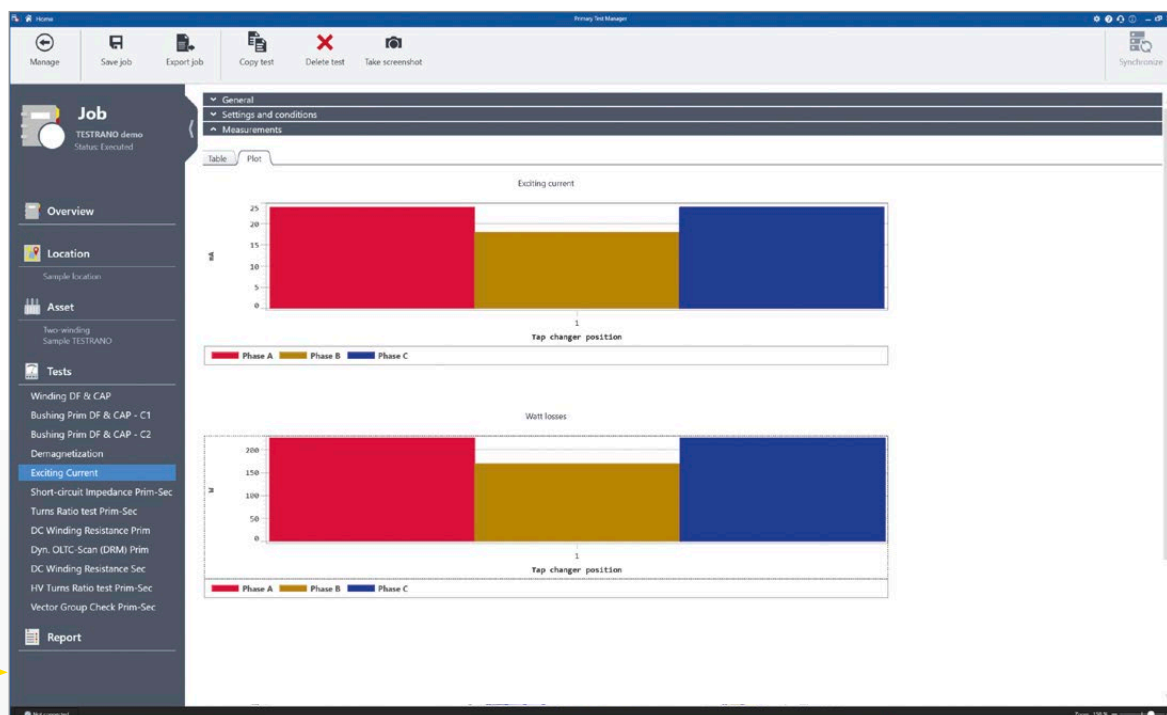 Home
Primary Test Manager
Manage
Save job
Export job
Copy test
Delete test
Take screenshot
Synchronize
Job
TESTRANO demo
Status: Executed
Overview
Location
Sample location
Asset
Two-winding
Sample TESTRANO
Tests
Winding DF & CAP
Bushing Prim DF & CAP - C1
Bushing Prim DF & CAP - C2
Demagnetization
Exciting Current
Short-circuit Impedance Prim-Sec
Turns Ratio test Prim-Sec
DC Winding Resistance Prim
Dyn. OLTC-Scan (DRM) Prim
DC Winding Resistance Sec
HV Turns Ratio test Prim-Sec
Vector Group Check Prim-Sec
Report
General
Settings and conditions
Measurements
Table Plot
Exciting current
mA
25
20
15
10
5
0
1
Tap changer position
Phase A Phase B Phase C
Watt losses
W
200
150
100
50
0
1
Tap changer position
Phase A Phase B Phase C
Not connected